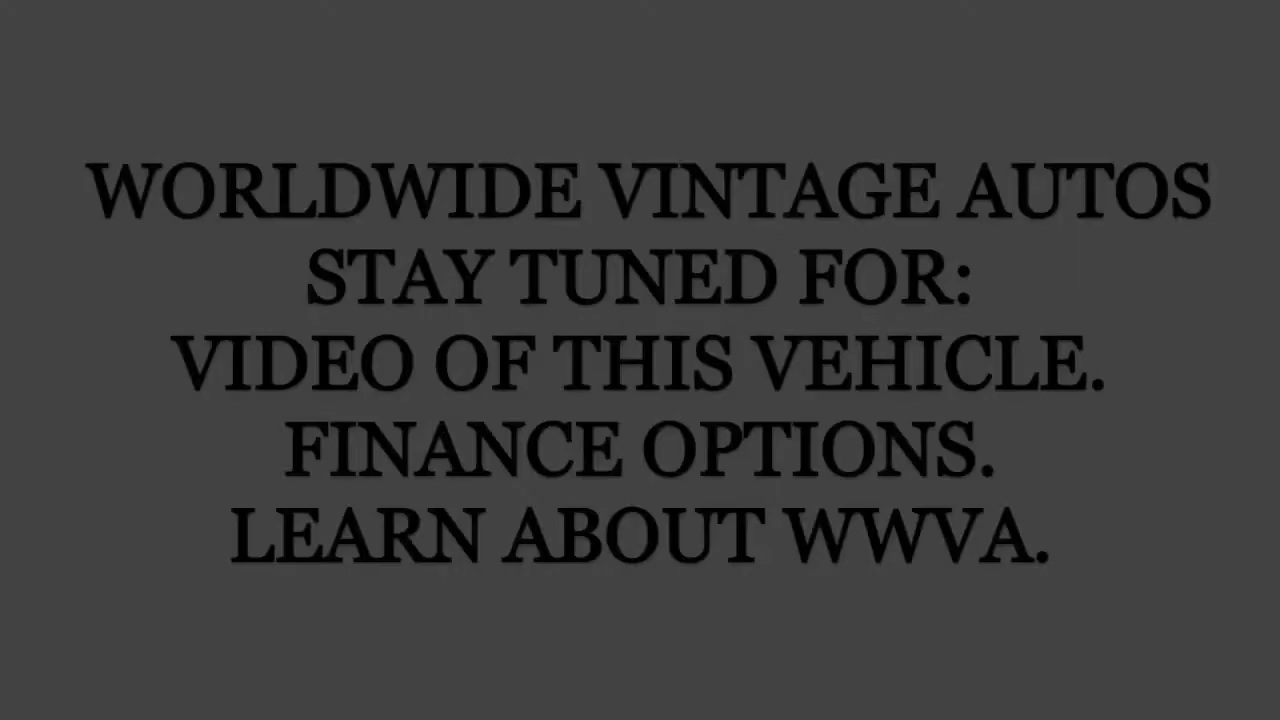 WORLDWIDE VINTAGE AUTOS
STAY TUNED FOR:
VIDEO OF THIS VEHICLE.
FINANCE OPTIONS.
LEARN ABOUT WWVA.